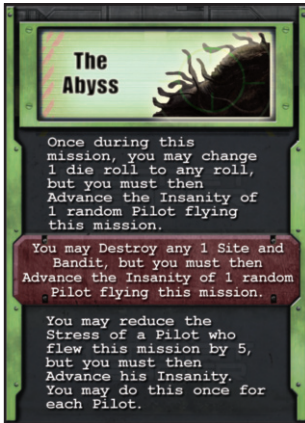 The
Abyss
Once during this
mission, you may change
1 die roll to any roll,
but you must then
Advance the Insanity of
1 random Pilot flying
this mission.
You may Destroy any 1 Site and
Bandit, but you must then
Advance the Insanity of 1 random
Pilot flying this mission.
You may reduce the
Stress of a Pilot who
flew this mission by 5,
but you must then
Advance his Insanity.
You may do this once for
each Pilot.